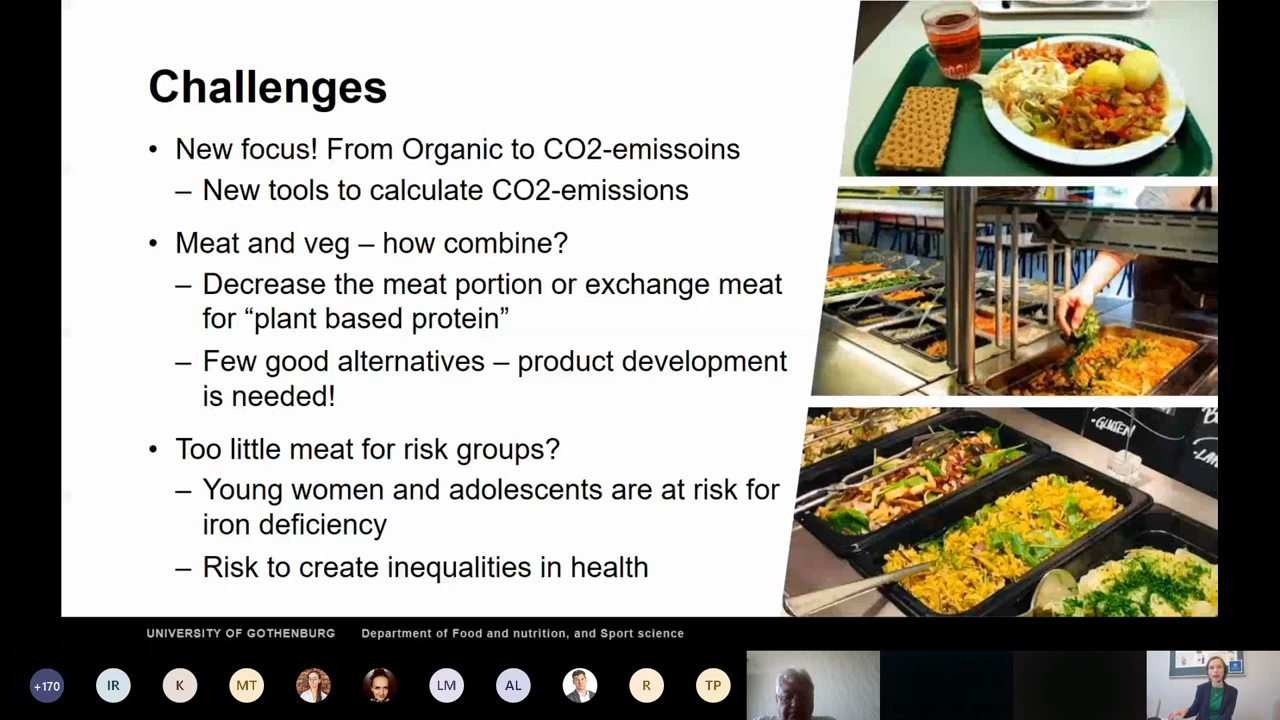 Challenges
• New focus! From Organic to CO2-emissoins
– New tools to calculate CO2-emissions
• Meat and veg – how combine?
– Decrease the meat portion or exchange meat
for “plant based protein”
– Few good alternatives – product development
is needed!
• Too little meat for risk groups?
– Young women and adolescents are at risk for
iron deficiency
– Risk to create inequalities in health
•GLUTEN
UNIVERSITY OF GOTHENBURG Department of Food and nutrition, and Sport science
+170 IR K MT LM AL R TP